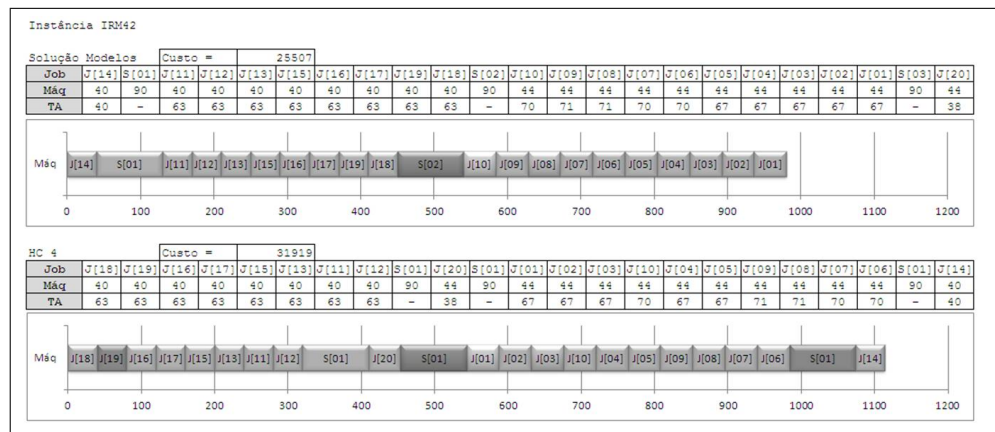 Instância IRM42
Solução Modelos Custo = 25507
Job J[14] S[01] J[11] J[12] J[13] J[15] J[16] J[17] J[19] J[18] S[02] J[10] J[09] J[08] J[07] J[06] J[05] J[04] J[03] J[02] J[01] S[03] J[20]
Máq 40 90 40 40 40 40 40 40 40 40 90 44 44 44 44 44 44 44 44 44 44 90 44
TA 40 - 63 63 63 63 63 63 63 63 - 70 71 71 70 70 67 67 67 67 67 - 38
Máq J[14] S[01] J[11] J[12] J[13] J[15] J[16] J[17] J[19] J[18] S[02] J[10] J[09] J[08] J[07] J[06] J[05] J[04] J[03] J[02] J[01]
0 100 200 300 400 500 600 700 800 900 1000 1100 1200
HC 4 Custo = 31919
Job J[18] J[19] J[16] J[17] J[15] J[13] J[11] J[12] S[01] J[20] S[01] J[01] J[02] J[03] J[10] J[04] J[05] J[09] J[08] J[07] J[06] S[01] J[14]
Máq 40 40 40 40 40 40 40 40 90 44 90 44 44 44 44 44 44 44 44 44 44 90 40
TA 63 63 63 63 63 63 63 63 - 38 - 67 67 67 70 67 67 71 71 70 70 - 40
Máq J[18] J[19] J[16] J[17] J[15] J[13] J[11] J[12] S[01] J[20] S[01] J[01] J[02] J[03] J[10] J[04] J[05] J[09] J[08] J[07] J[06] S[01] J[14]
0 100 200 300 400 500 600 700 800 900 1000 1100 1200